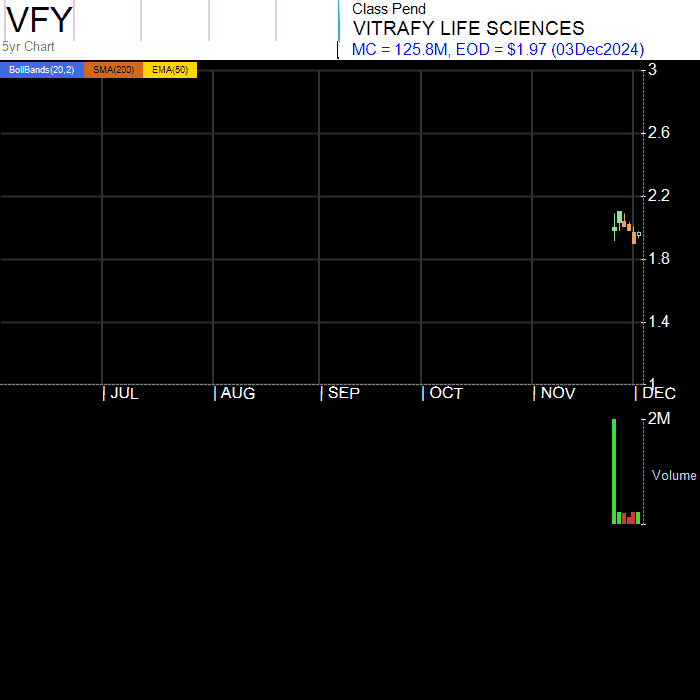 VFY
5yr Chart
Class Pend
VITRAFY LIFE SCIENCES
MC = 125.8M, EOD = $1.97 (03Dec2024)
BollBands(20,2) SMA(200) EMA(50)
3
2.6
2.2
1.8
1.4
1
JUL AUG SEP OCT NOV DEC
2M
Volume